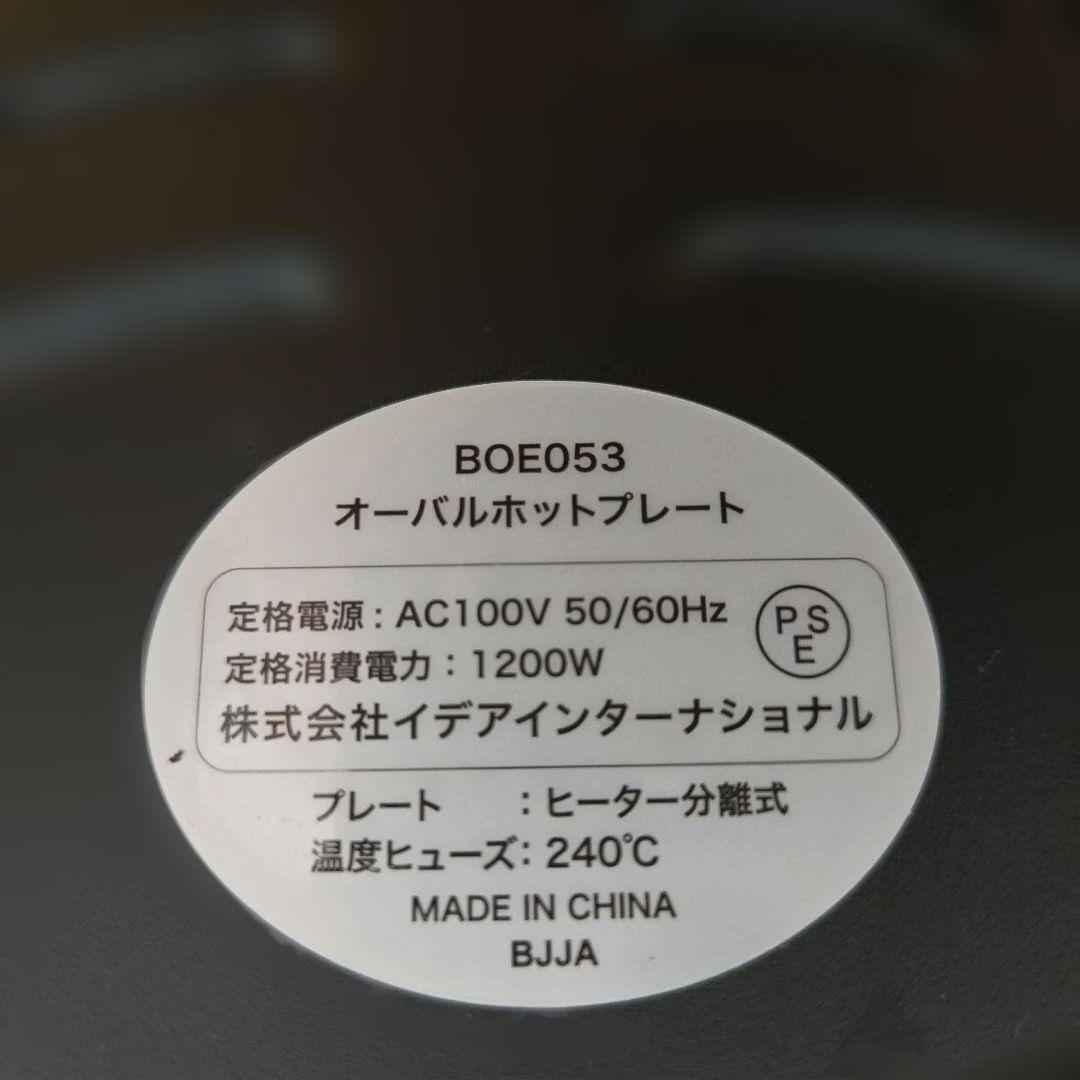 BOE053
オーバルホットプレート
定格電源：AC100V 50/60Hz
PSE
定格消費電力：1200W
株式会社イデアインターナショナル
プレート　　：ヒーター分離式
温度ヒューズ：240℃
MADE IN CHINA
BJJA